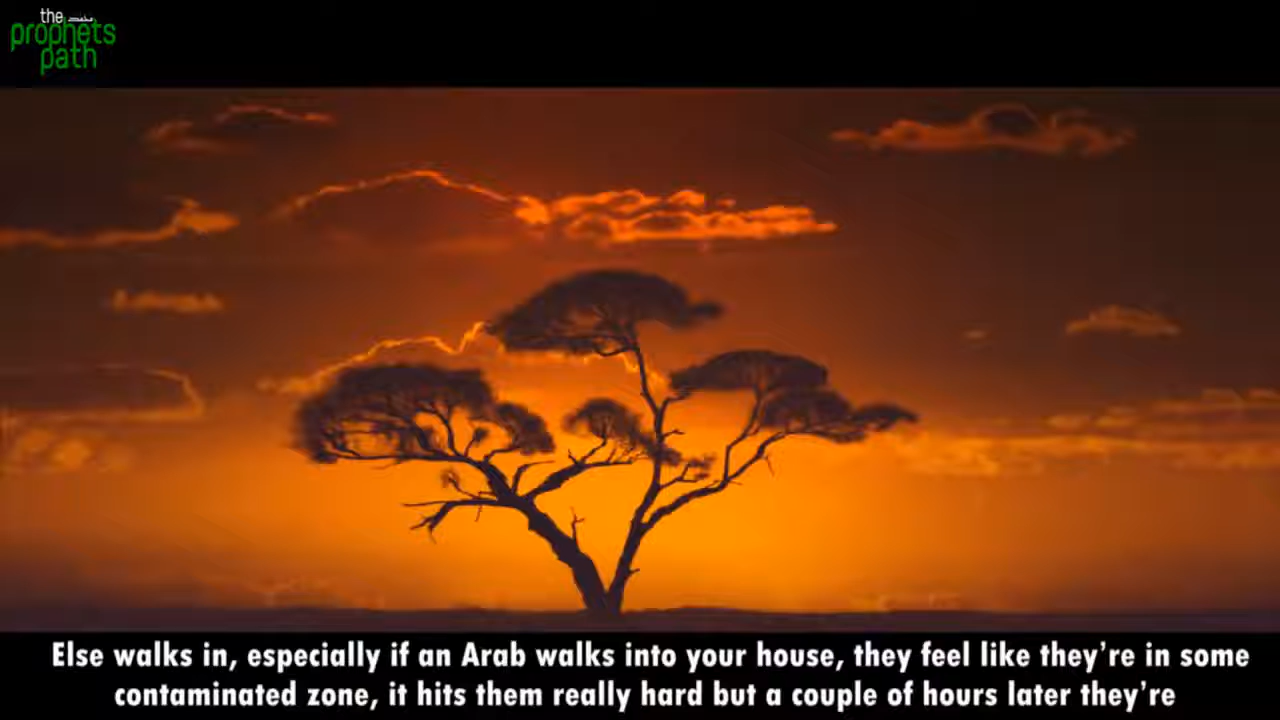 the محمد
prophets
path
Else walks in, especially if an Arab walks into your house, they feel like they're in some
contaminated zone, it hits them really hard but a couple of hours later they're